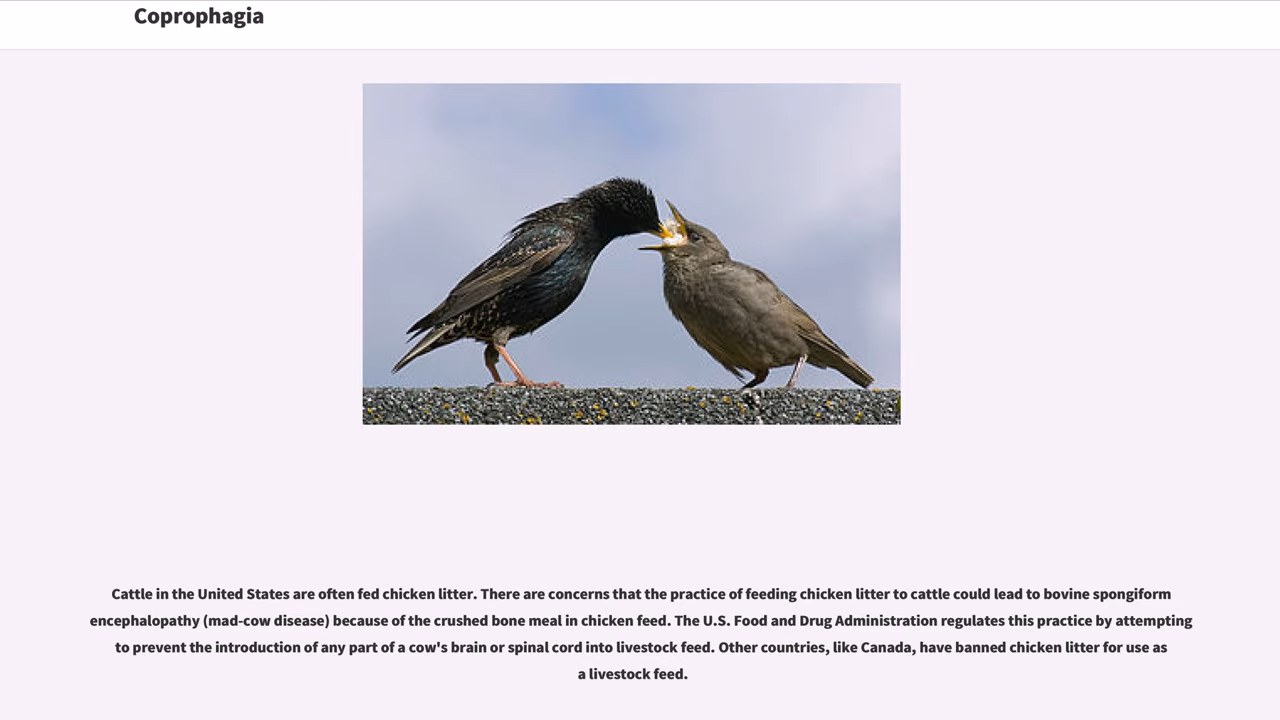 Coprophagia
Cattle in the United States are often fed chicken litter. There are concerns that the practice of feeding chicken litter to cattle could lead to bovine spongiform
encephalopathy (mad-cow disease) because of the crushed bone meal in chicken feed. The U.S. Food and Drug Administration regulates this practice by attempting
to prevent the introduction of any part of a cow's brain or spinal cord into livestock feed. Other countries, like Canada, have banned chicken litter for use as
a livestock feed.